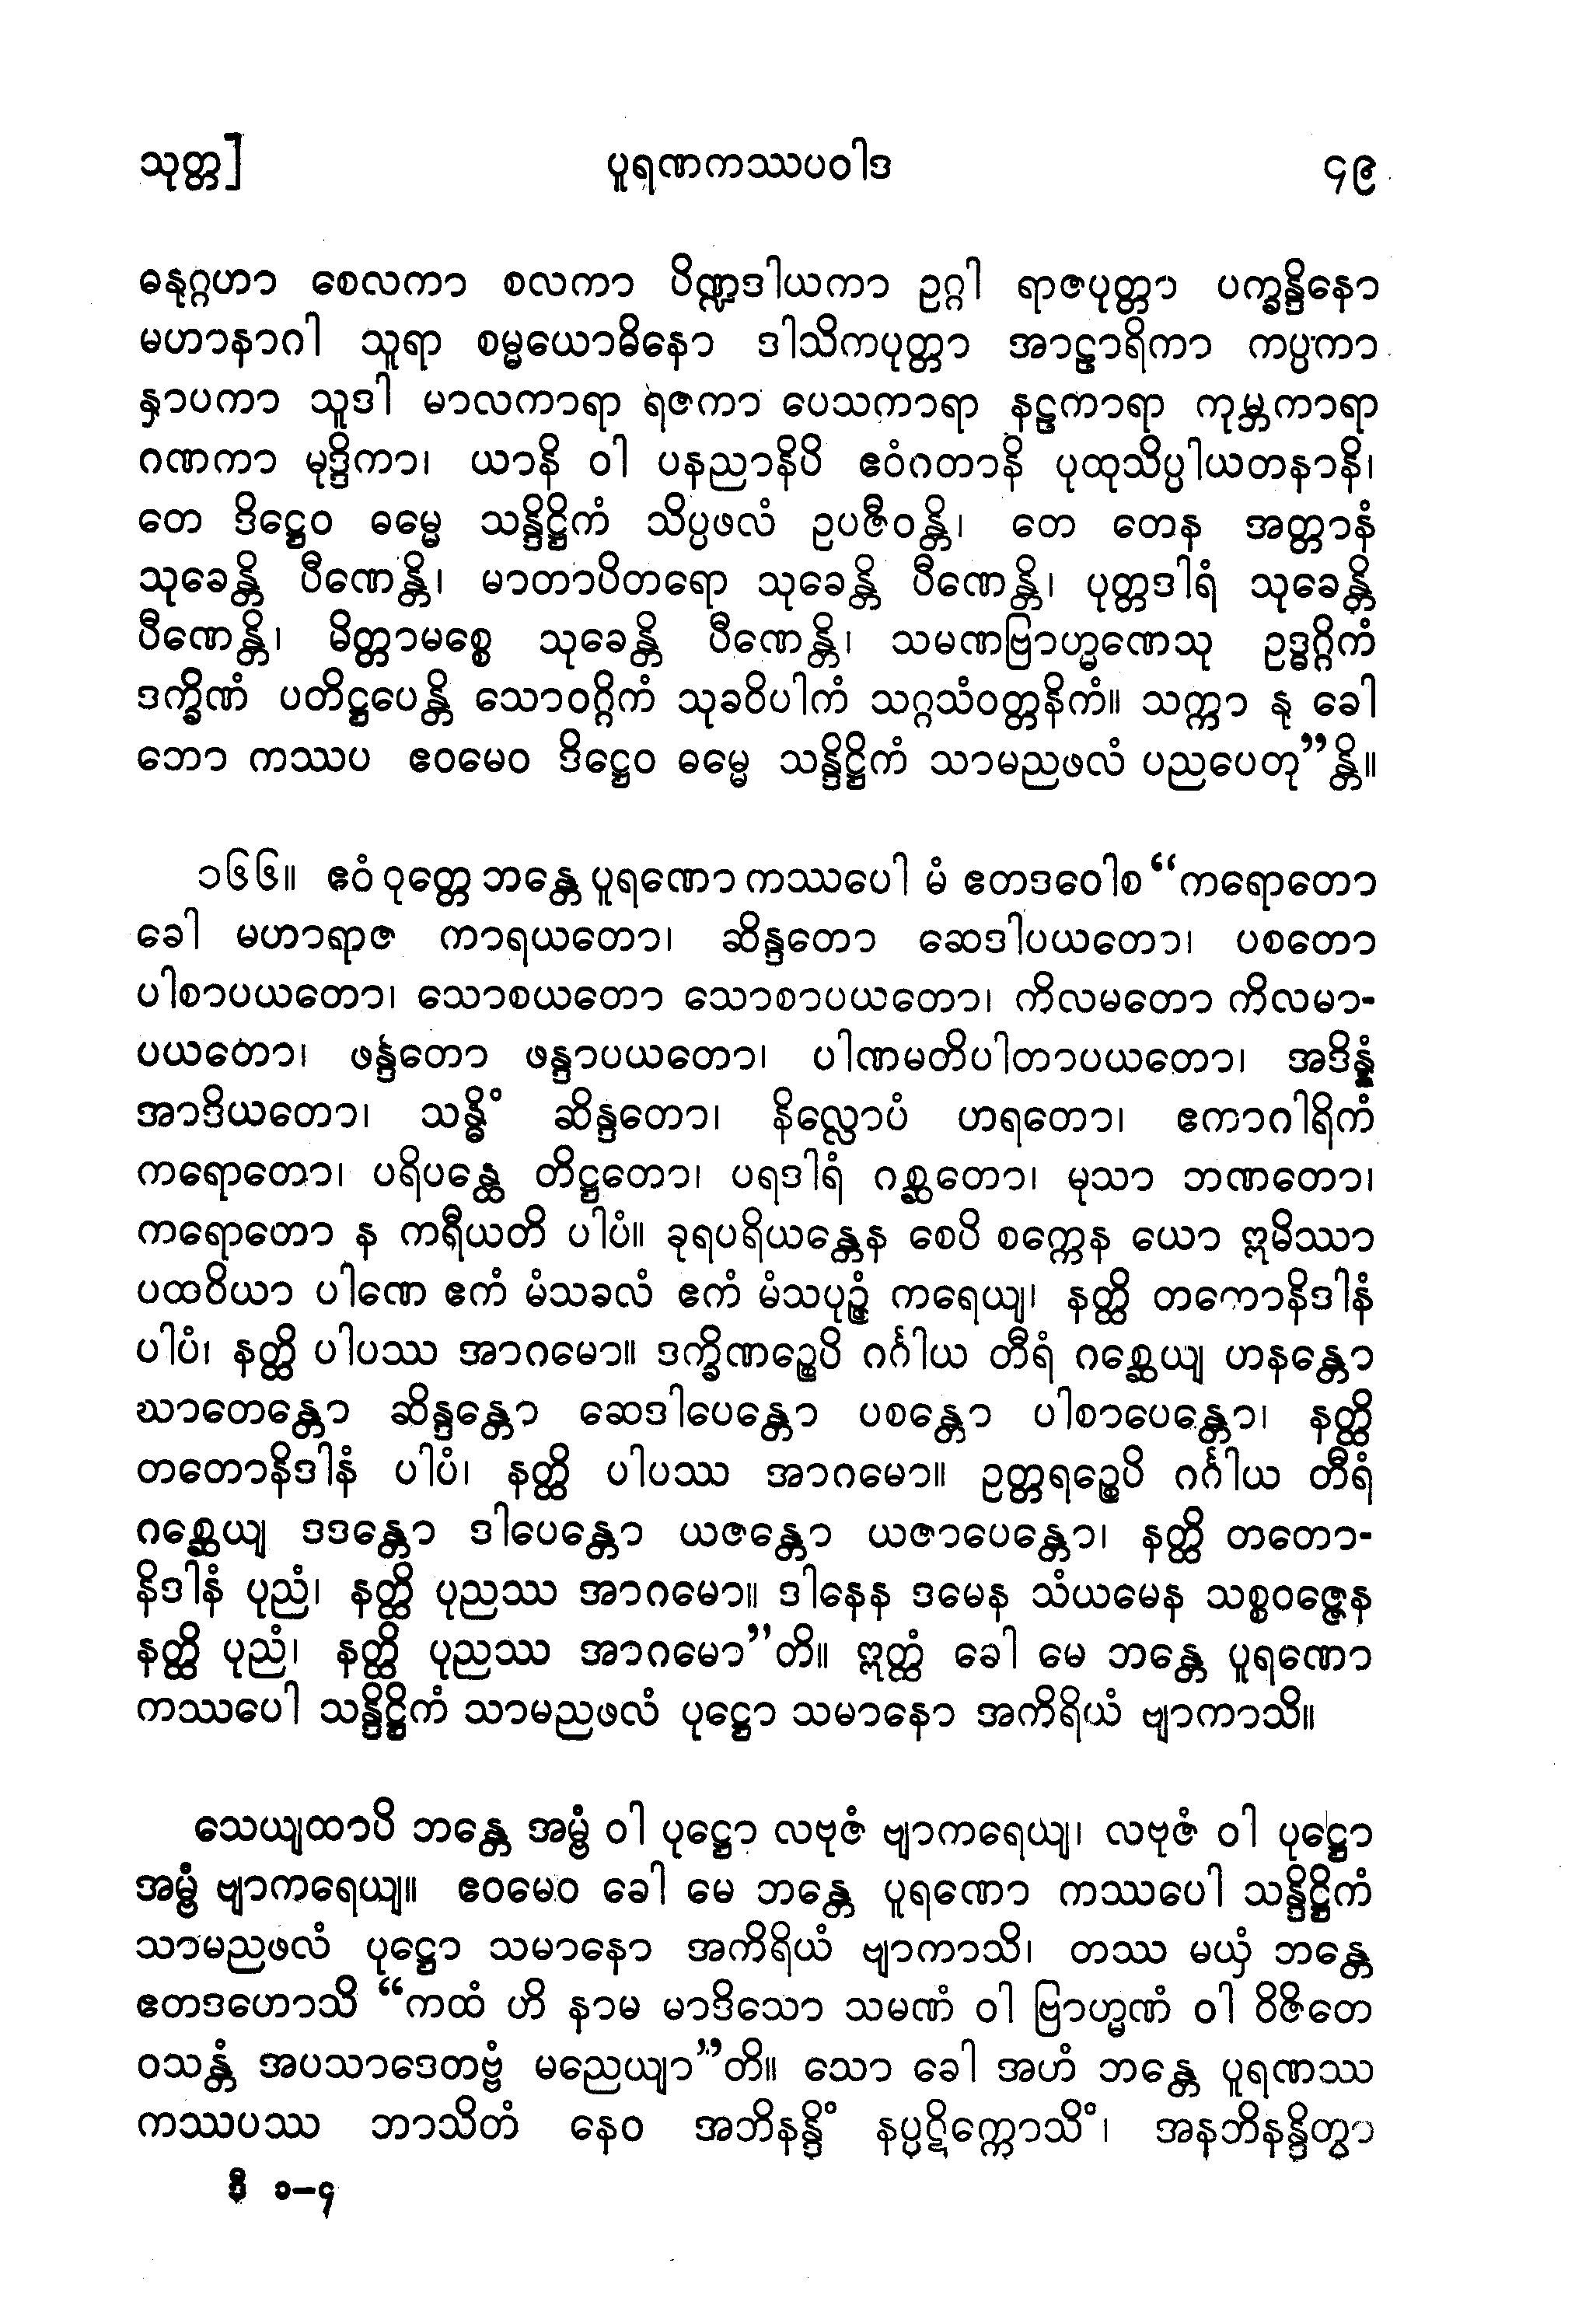 သုတ္တ] ပူရဏကဿပဝါဒ ၄၉
ဓနုဂ္ဂဟာ စေလကာ စလကာ ပိဏ္ဍဒါယကာ ဥဂ္ဂါ ရာဇပုတ္တာ ပက္ခန္ဒိနော
မဟာနာဂါ သူရာ စမ္မယောဓိနော ဒါသိကပုတ္တာ အာဠာရိကာ ကပ္ပကာ
နှာပကာ သူဒါ မာလကာရာ ရဇကာ ပေသကာရာ နဠကာရာ ကုမ္ဘကာရာ
ဂဏကာ မုဒ္ဒိကာ၊ ယာနိ ဝါ ပနညာနိပိ ဧဝံဂတာနိ ပုထုသိပ္ပါယတနာနိ၊
တေ ဒိဋ္ဌေဝ ဓမ္မေ သန္ဒိဋ္ဌိကံ သိပ္ပဖလံ ဥပဇီဝန္တိ၊ တေ တေန အတ္တာနံ
သုခေန္တိ ပီဏေန္တိ၊ မာတာပိတရော သုခေန္တိ ပီဏေန္တိ၊ ပုတ္တဒါရံ သုခေန္တိ
ပီဏေန္တိ၊ မိတ္တာမစ္စေ သုခေန္တိ ပီဏေန္တိ၊ သမဏဗြာဟ္မဏေသု ဥဒ္ဓဂ္ဂိကံ
ဒက္ခိဏံ ပတိဋ္ဌပေန္တိ သောဝဂ္ဂိကံ သုခဝိပါကံ သဂ္ဂသံဝတ္တနိကံ။ သက္ကာ နု ခေါ
ဘော ကဿပ ဧဝမေဝ ဒိဋ္ဌေဝ ဓမ္မေ သန္ဒိဋ္ဌိကံ သာမညဖလံ ပညပေတု”န္တိ။
၁၆၆။ ဧဝံ ဝုတ္တေ ဘန္တေ ပူရဏော ကဿပေါ မံ ဧတဒဝေါစ “ကရောတော
ခေါ မဟာရာဇ ကာရယတော၊ ဆိန္ဒတော ဆေဒါပယတော၊ ပစတော
ပါစာပယတော၊ သောစယတော သောစာပယတော၊ ကိလမတော ကိလမာ-
ပယတော၊ ဖန္ဒတော ဖန္ဒာပယတော၊ ပါဏမတိပါတာပယတော၊ အဒိန္နံ
အာဒိယတော၊ သန္ဓိံ ဆိန္ဒတော၊ နိလ္လောပံ ဟရတော၊ ဧကာဂါရိကံ
ကရောတော၊ ပရိပန္ထေ တိဋ္ဌတော၊ ပရဒါရံ ဂစ္ဆတော၊ မုသာ ဘဏတော၊
ကရောတော န ကရီယတိ ပါပံ။ ခုရပရိယန္တေန စေပိ စက္ကေန ယော ဣမိဿာ
ပထဝိယာ ပါဏေ ဧကံ မံသခလံ ဧကံ မံသပုဉ္ဇံ ကရေယျ၊ နတ္ထိ တတောနိဒါနံ
ပါပံ၊ နတ္ထိ ပါပဿ အာဂမော။ ဒက္ခိဏဉ္စေပိ ဂင်္ဂါယ တီရံ ဂစ္ဆေယျ ဟနန္တော
ဃာတေန္တော ဆိန္ဒန္တော ဆေဒါပေန္တော ပစန္တော ပါစာပေန္တော၊ နတ္ထိ
တတောနိဒါနံ ပါပံ၊ နတ္ထိ ပါပဿ အာဂမော။ ဥတ္တရဉ္စေပိ ဂင်္ဂါယ တီရံ
ဂစ္ဆေယျ ဒဒန္တော ဒါပေန္တော ယဇန္တော ယဇာပေန္တော၊ နတ္ထိ တတော-
နိဒါနံ ပုညံ၊ နတ္ထိ ပုညဿ အာဂမော။ ဒါနေန ဒမေန သံယမေန သစ္စဝဇ္ဇေန
နတ္ထိ ပုညံ၊ နတ္ထိ ပုညဿ အာဂမော”တိ။ ဣတ္ထံ ခေါ မေ ဘန္တေ ပူရဏော
ကဿပေါ သန္ဒိဋ္ဌိကံ သာမညဖလံ ပုဋ္ဌော သမာနော အကိရိယံ ဗျာကာသိ။
သေယျထာပိ ဘန္တေ အမ္ဗံ ဝါ ပုဋ္ဌော လဗုဇံ ဗျာကရေယျ၊ လဗုဇံ ဝါ ပုဋ္ဌော
အမ္ဗံ ဗျာကရေယျ။ ဧဝမေဝ ခေါ မေ ဘန္တေ ပူရဏော ကဿပေါ သန္ဒိဋ္ဌိကံ
သာမညဖလံ ပုဋ္ဌော သမာနော အကိရိယံ ဗျာကာသိ၊ တဿ မယှံ ဘန္တေ
ဧတဒဟောသိ “ကထံ ဟိ နာမ မာဒိသော သမဏံ ဝါ ဗြာဟ္မဏံ ဝါ ဝိဇိတေ
ဝသန္တံ အပသာဒေတဗ္ဗံ မညေယျာ”တိ။ သော ခေါ အဟံ ဘန္တေ ပူရဏဿ
ကဿပဿ ဘာသိတံ နေဝ အဘိနန္ဒိံ နပ္ပဋိက္ကောသိံ၊ အနဘိနန္ဒိတွာ
ဒီ ၁–၄